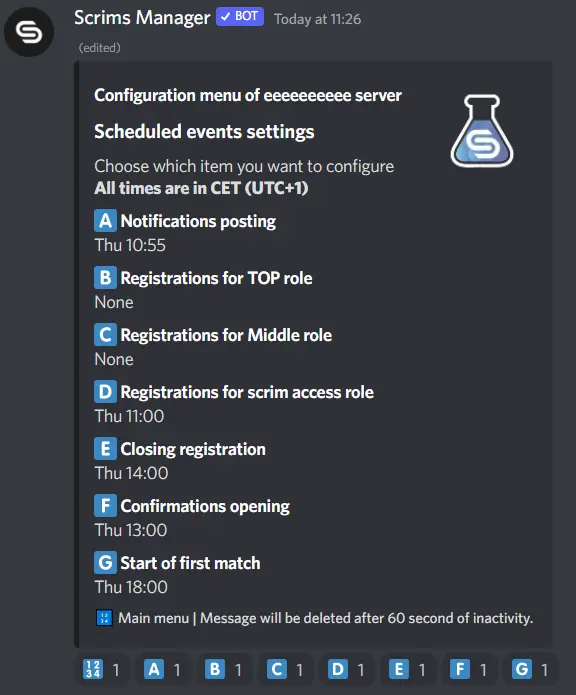 Scrims Manager ✓ BOT Today at 11:26
(edited)
Configuration menu of eeeeeeeeee server
Scheduled events settings
Choose which item you want to configure
All times are in CET (UTC+1)
A Notifications posting
Thu 10:55
B Registrations for TOP role
None
C Registrations for Middle role
None
D Registrations for scrim access role
Thu 11:00
E Closing registration
Thu 14:00
F Confirmations opening
Thu 13:00
G Start of first match
Thu 18:00
1234 Main menu | Message will be deleted after 60 second of inactivity.
1234 1 A 1 B 1 C 1 D 1 E 1 F 1 G 1